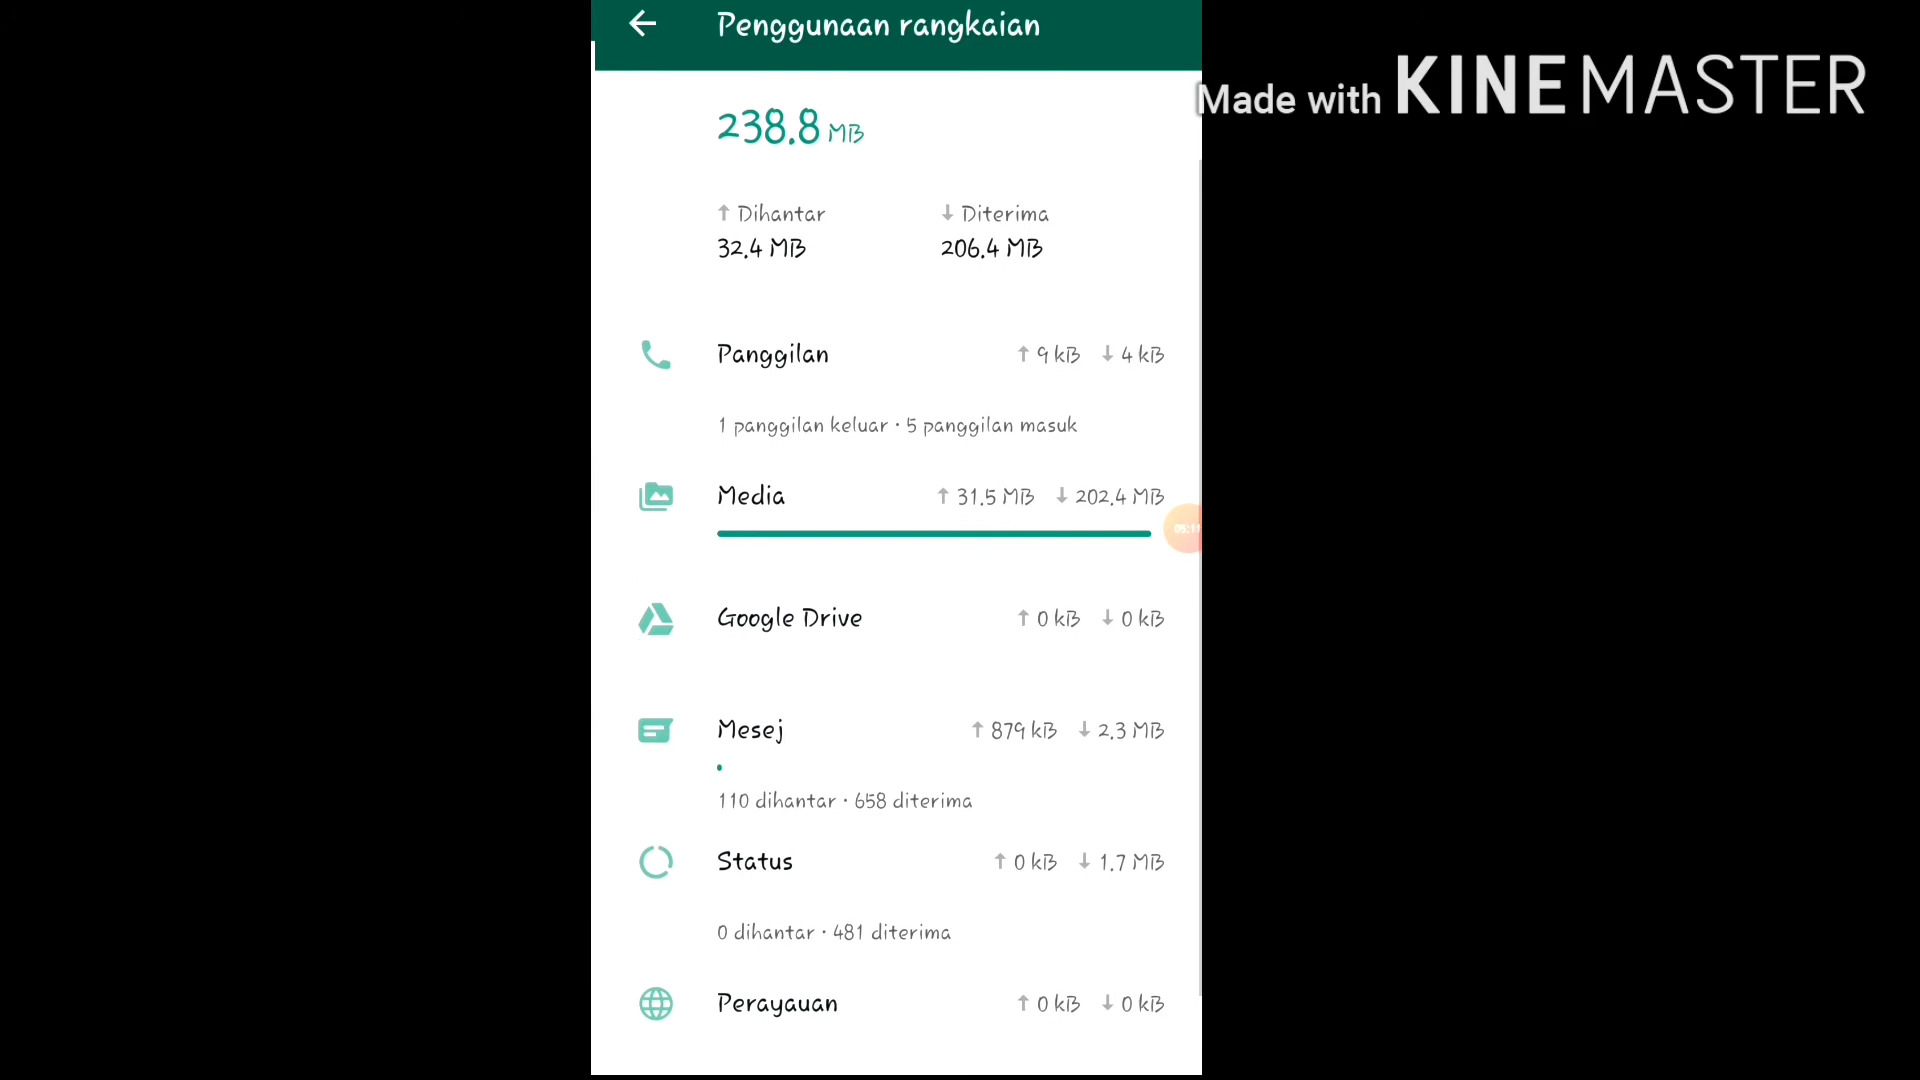 Penggunaan rangkaian
Made with KINEMASTER
238.8 MB
↑ Dihantar ↓ Diterima
32.4 MB 206.4 MB
Panggilan ↑ 9 kB ↓ 4 kB
1 panggilan keluar • 5 panggilan masuk
Media ↑ 31.5 MB ↓ 202.4 MB
Google Drive ↑ 0 kB ↓ 0 kB
Mesej ↑ 879 kB ↓ 2.3 MB
110 dihantar • 658 diterima
Status ↑ 0 kB ↓ 1.7 MB
0 dihantar • 481 diterima
Perayauan ↑ 0 kB ↓ 0 kB